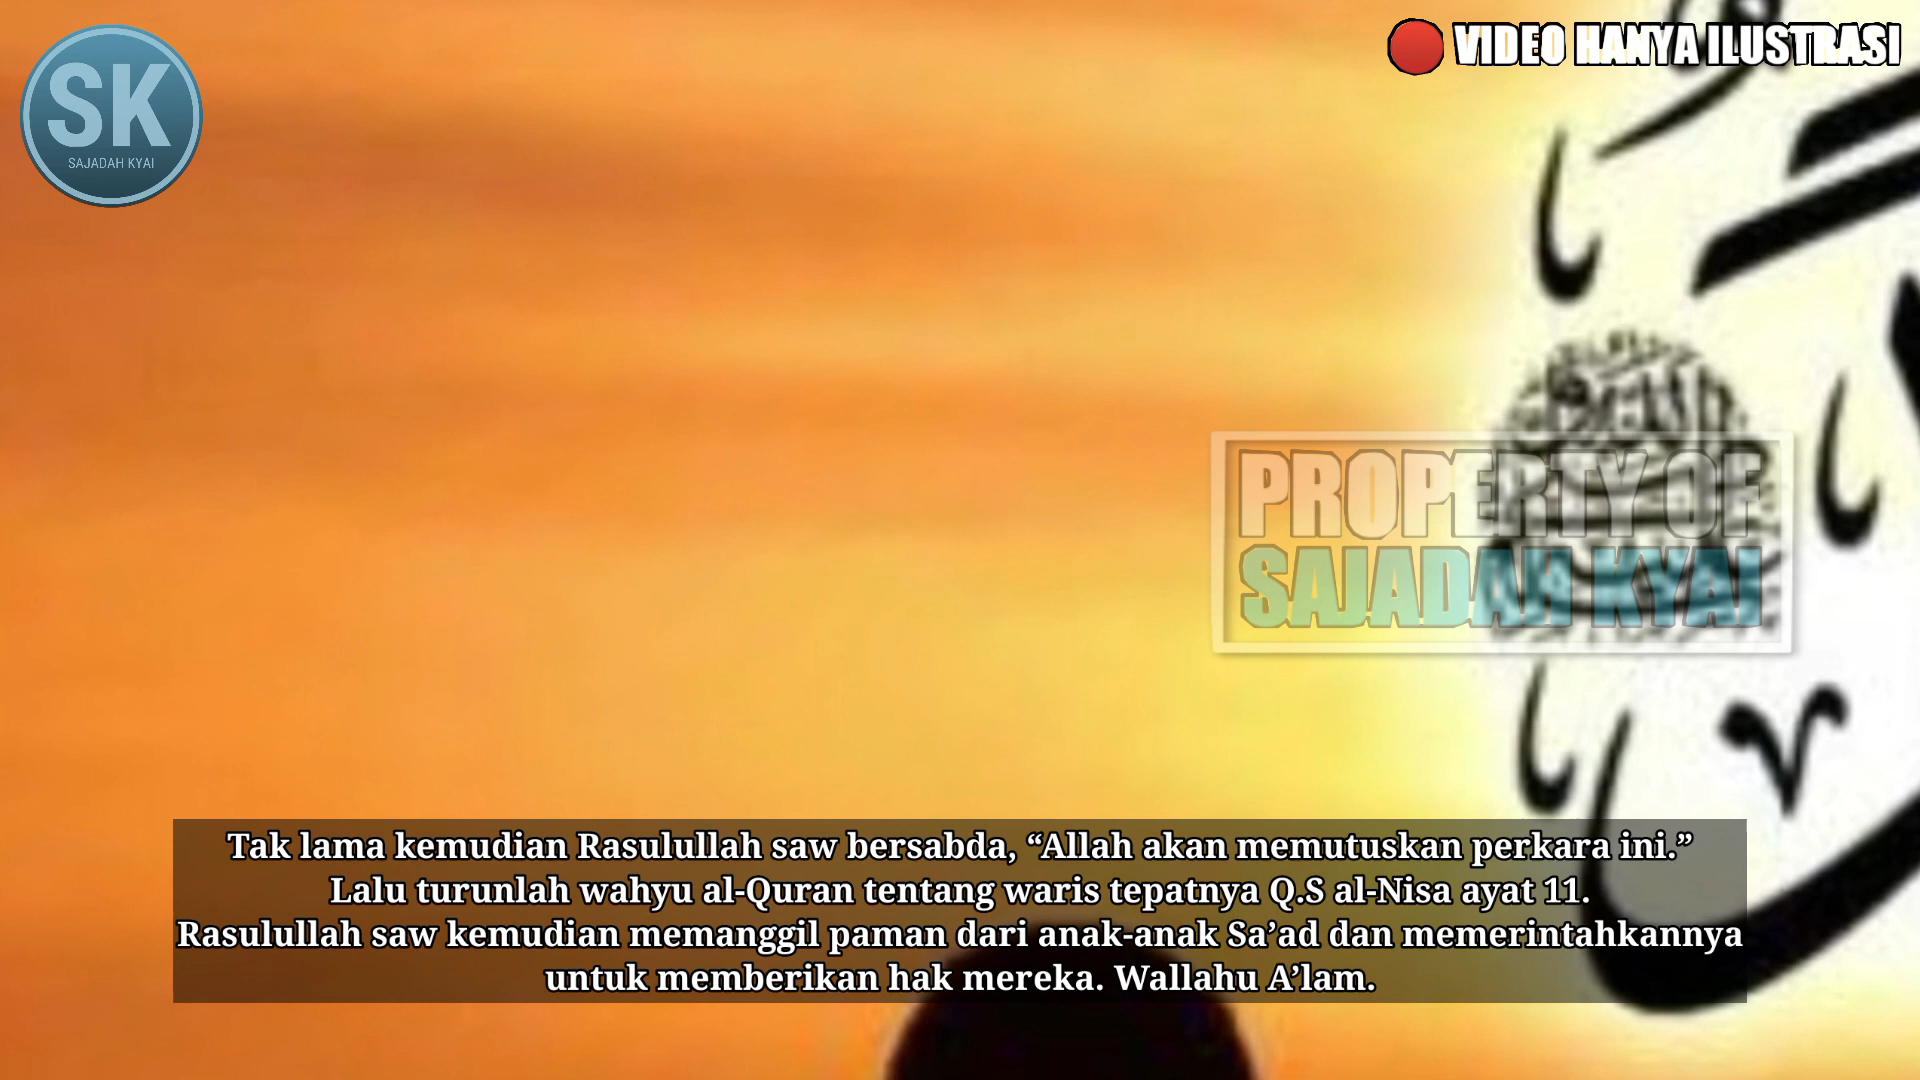 SK
SAJADAH KYAI
VIDEO HANYA ILUSTRASI
PROPERTY OF
SAJADAH KYAI
Tak lama kemudian Rasulullah saw bersabda, “Allah akan memutuskan perkara ini.”
Lalu turunlah wahyu al-Quran tentang waris tepatnya Q.S al-Nisa ayat 11.
Rasulullah saw kemudian memanggil paman dari anak-anak Sa’ad dan memerintahkannya
untuk memberikan hak mereka. Wallahu A’lam.